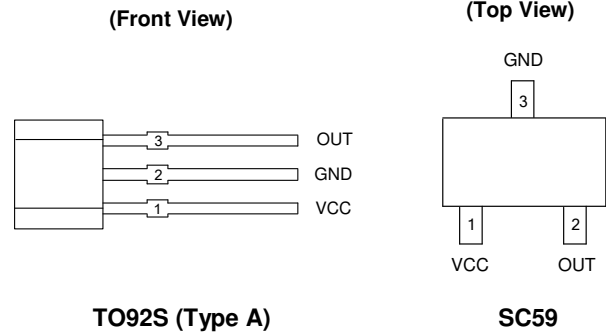 (Front View)
3 OUT
2 GND
1 VCC
TO92S (Type A)
(Top View)
GND
3
1 2
VCC OUT
SC59